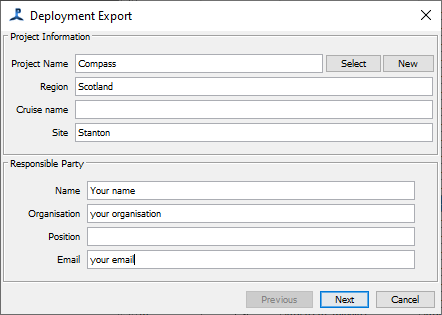 Deployment Export
Project Information
Project Name Compass Select New
Region Scotland
Cruise name
Site Stanton
Responsible Party
Name Your name
Organisation your organisation
Position
Email your email
Previous Next Cancel